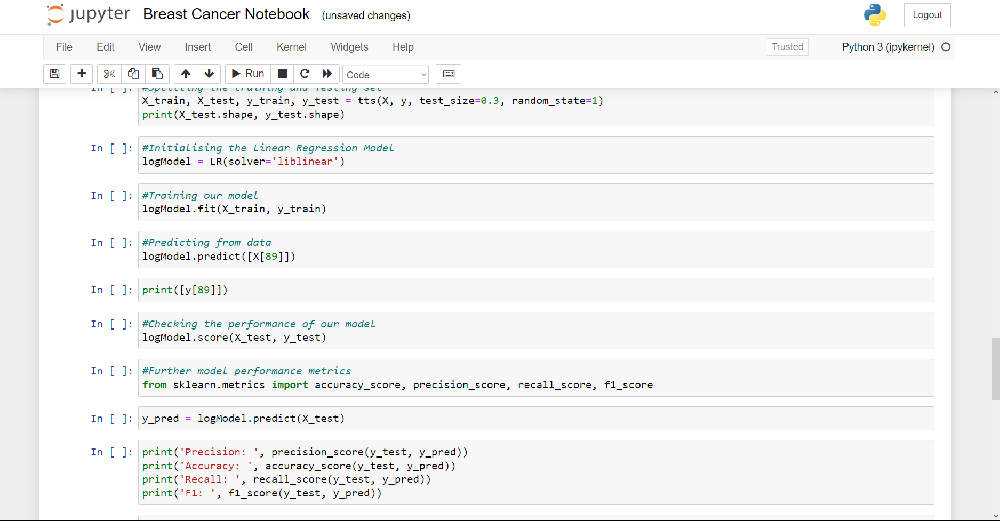 jupyter Breast Cancer Notebook (unsaved changes)
Logout
File Edit View Insert Cell Kernel Widgets Help
Trusted
Python 3 (ipykernel)
Run
Code
In [ ]: #Splitting the training and Testing set
X_train, X_test, y_train, y_test = tts(X, y, test_size=0.3, random_state=1)
print(X_test.shape, y_test.shape)
In [ ]: #Initialising the Linear Regression Model
logModel = LR(solver='liblinear')
In [ ]: #Training our model
logModel.fit(X_train, y_train)
In [ ]: #Predicting from data
logModel.predict([X[89]])
In [ ]: print([y[89]])
In [ ]: #Checking the performance of our model
logModel.score(X_test, y_test)
In [ ]: #Further model performance metrics
from sklearn.metrics import accuracy_score, precision_score, recall_score, f1_score
In [ ]: y_pred = logModel.predict(X_test)
In [ ]: print('Precision: ', precision_score(y_test, y_pred))
print('Accuracy: ', accuracy_score(y_test, y_pred))
print('Recall: ', recall_score(y_test, y_pred))
print('F1: ', f1_score(y_test, y_pred))